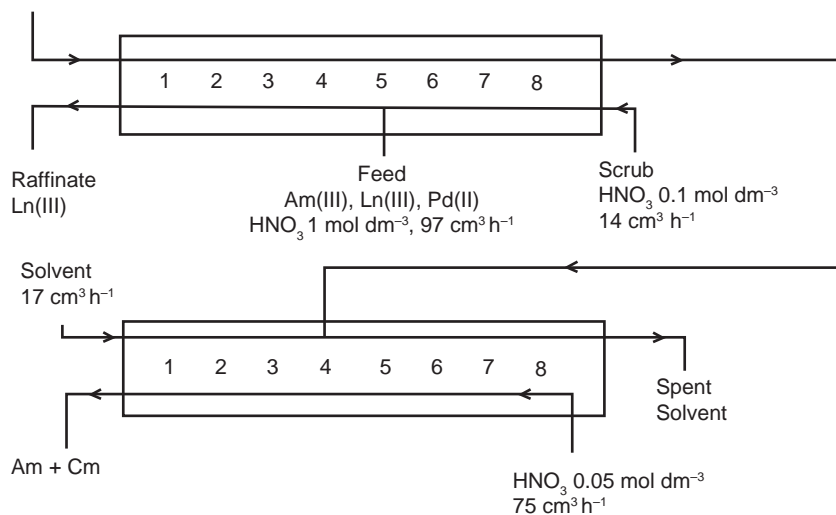 1 2 3 4 5 6 7 8
Raffinate
Ln(III)
Feed
Am(III), Ln(III), Pd(II)
HNO₃ 1 mol dm⁻³, 97 cm³ h⁻¹
Scrub
HNO₃ 0.1 mol dm⁻³
14 cm³ h⁻¹
Solvent
17 cm³ h⁻¹
1 2 3 4 5 6 7 8
Spent
Solvent
Am + Cm
HNO₃ 0.05 mol dm⁻³
75 cm³ h⁻¹